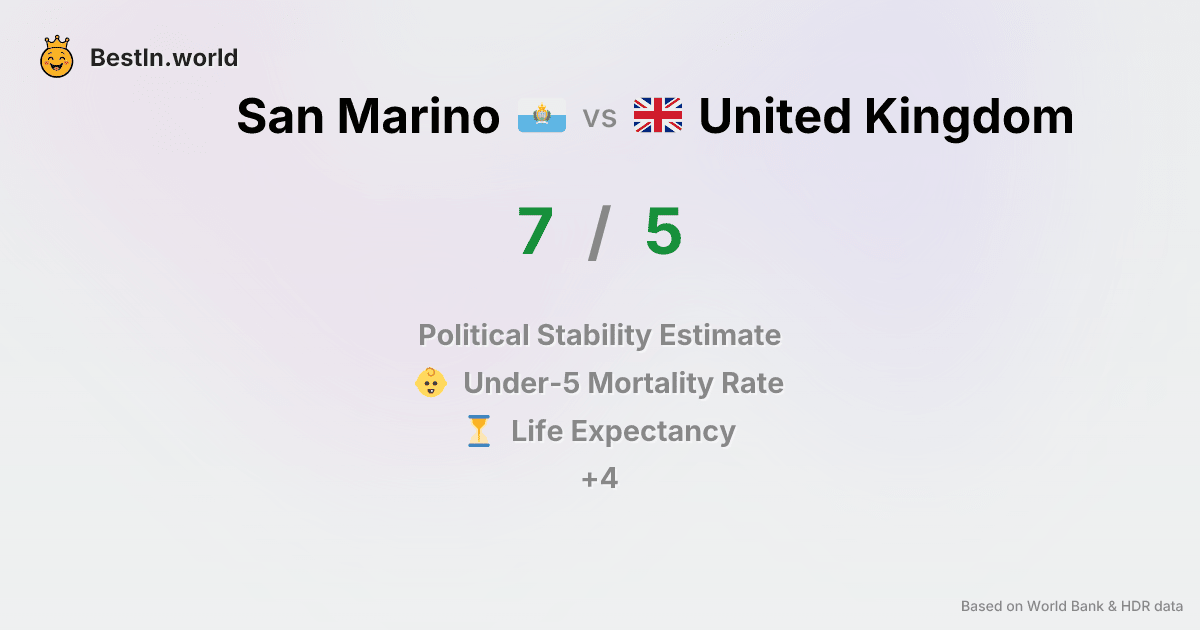 BestIn.world
San Marino vs United Kingdom
7 / 5
Political Stability Estimate
Under-5 Mortality Rate
Life Expectancy
+4
Based on World Bank & HDR data